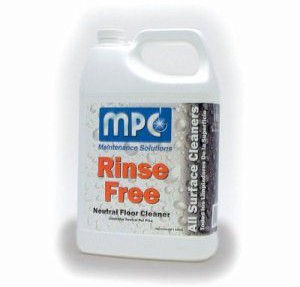 MPC
Maintenance Solutions
Rinse
Free
Neutral Floor Cleaner
All Surface Cleaners